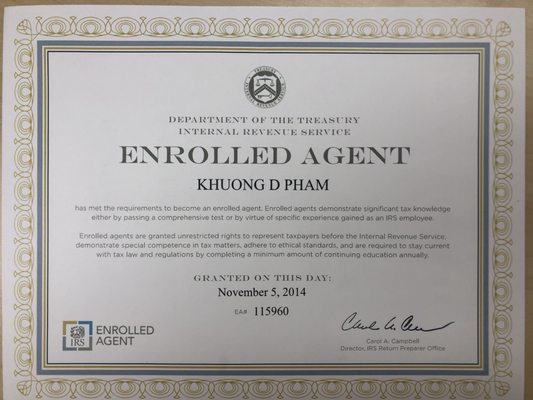 DEPARTMENT OF THE TREASURY
INTERNAL REVENUE SERVICE
ENROLLED AGENT
KHUONG D PHAM
has met the requirements to become an enrolled agent. Enrolled agents demonstrate significant tax knowledge
either by passing a comprehensive test or by virtue of specific experience gained as an IRS employee.
Enrolled agents are granted unrestricted rights to represent taxpayers before the Internal Revenue Service,
demonstrate special competence in tax matters, adhere to ethical standards, and are required to stay current
with tax law and regulations by completing a minimum amount of continuing education annually.
GRANTED ON THIS DAY:
November 5, 2014
EA# 115960
IRS
ENROLLED
AGENT
Carol A. Campbell
Director, IRS Return Preparer Office